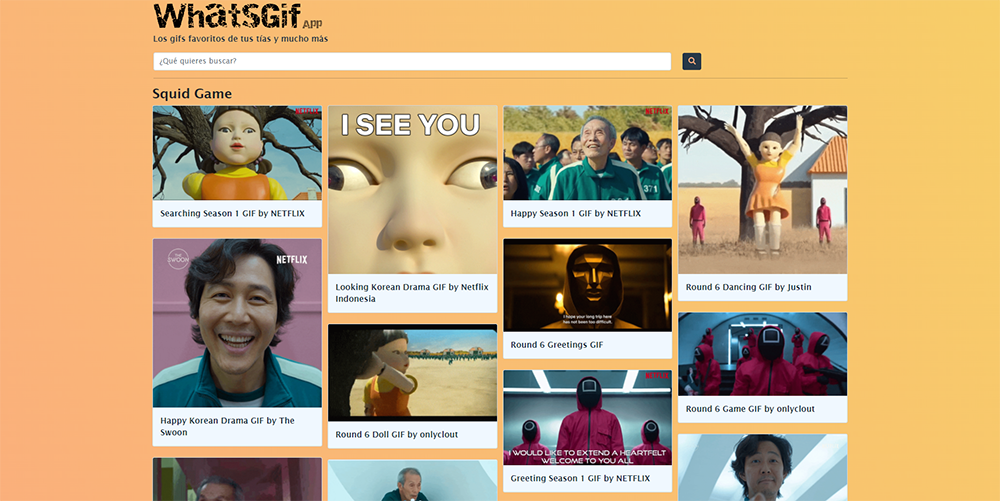 WhatsGif App
Los gifs favoritos de tus tías y mucho más
¿Qué quieres buscar?
Squid Game
NETFLIX
Searching Season 1 GIF by NETFLIX
THE SWOON
NETFLIX
Happy Korean Drama GIF by The
Swoon
I SEE YOU
Looking Korean Drama GIF by Netflix
Indonesia
Round 6 Doll GIF by onlyclout
NETFLIX
371
Happy Season 1 GIF by NETFLIX
I hope your long trip here
has not been too difficult.
Round 6 Greetings GIF
NETFLIX
I WOULD LIKE TO EXTEND A HEARTFELT
WELCOME TO YOU ALL
Greeting Season 1 GIF by NETFLIX
Round 6 Dancing GIF by Justin
Round 6 Game GIF by onlyclout